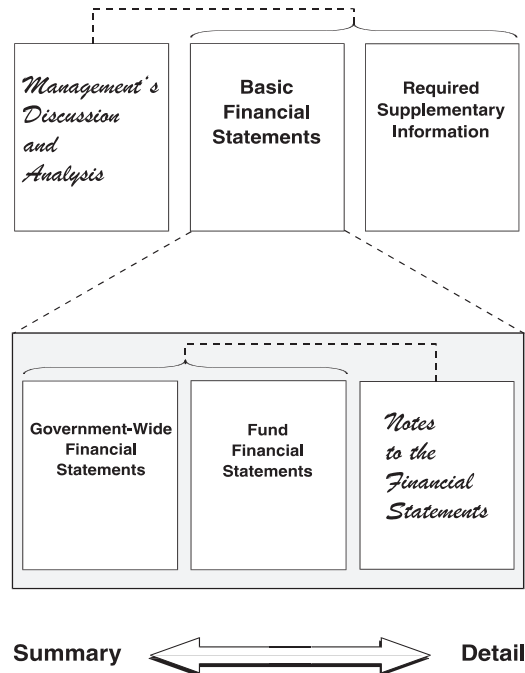 Management's
Discussion
and
Analysis
Basic
Financial
Statements
Required
Supplementary
Information
Government-Wide
Financial
Statements
Fund
Financial
Statements
Notes
to the
Financial
Statements
Summary
Detail